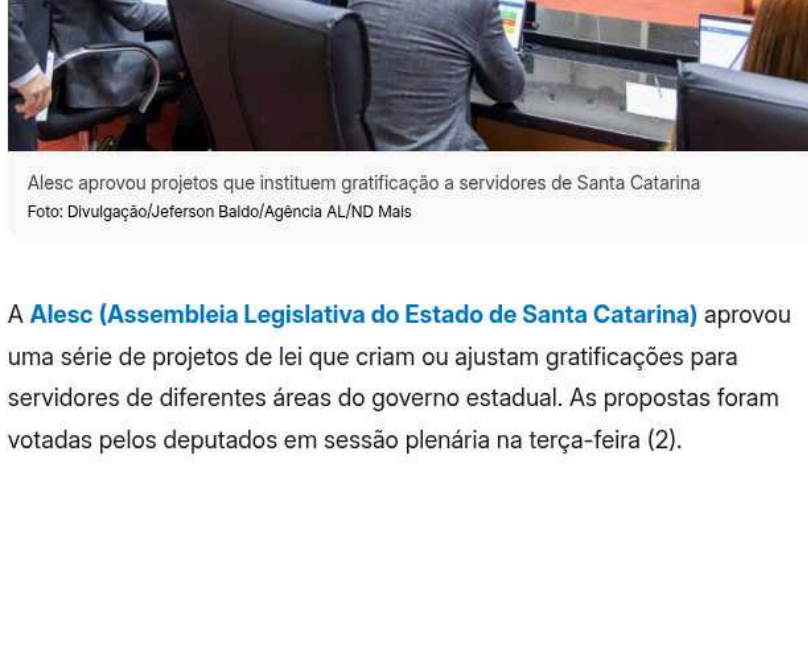 Alesc aprovou projetos que instituem gratificação a servidores de Santa Catarina
Foto: Divulgação/Jeferson Baldo/Agência AL/ND Mais
A Alesc (Assembleia Legislativa do Estado de Santa Catarina) aprovou
uma série de projetos de lei que criam ou ajustam gratificações para
servidores de diferentes áreas do governo estadual. As propostas foram
votadas pelos deputados em sessão plenária na terça-feira (2).